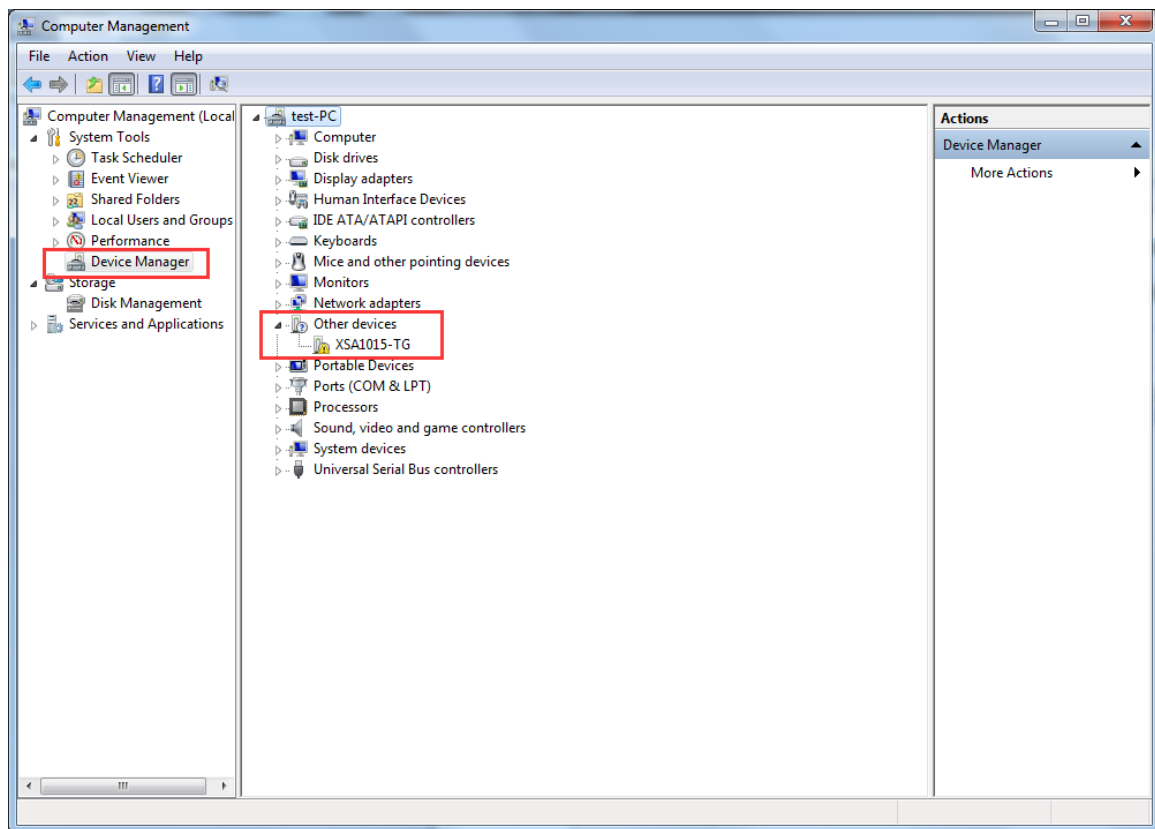 Computer Management
File Action View Help
Computer Management (Local
System Tools
Task Scheduler
Event Viewer
Shared Folders
Local Users and Groups
Performance
Device Manager
Storage
Disk Management
Services and Applications
test-PC
Computer
Disk drives
Display adapters
Human Interface Devices
IDE ATA/ATAPI controllers
Keyboards
Mice and other pointing devices
Monitors
Network adapters
Other devices
XSA1015-TG
Portable Devices
Ports (COM & LPT)
Processors
Sound, video and game controllers
System devices
Universal Serial Bus controllers
Actions
Device Manager
More Actions